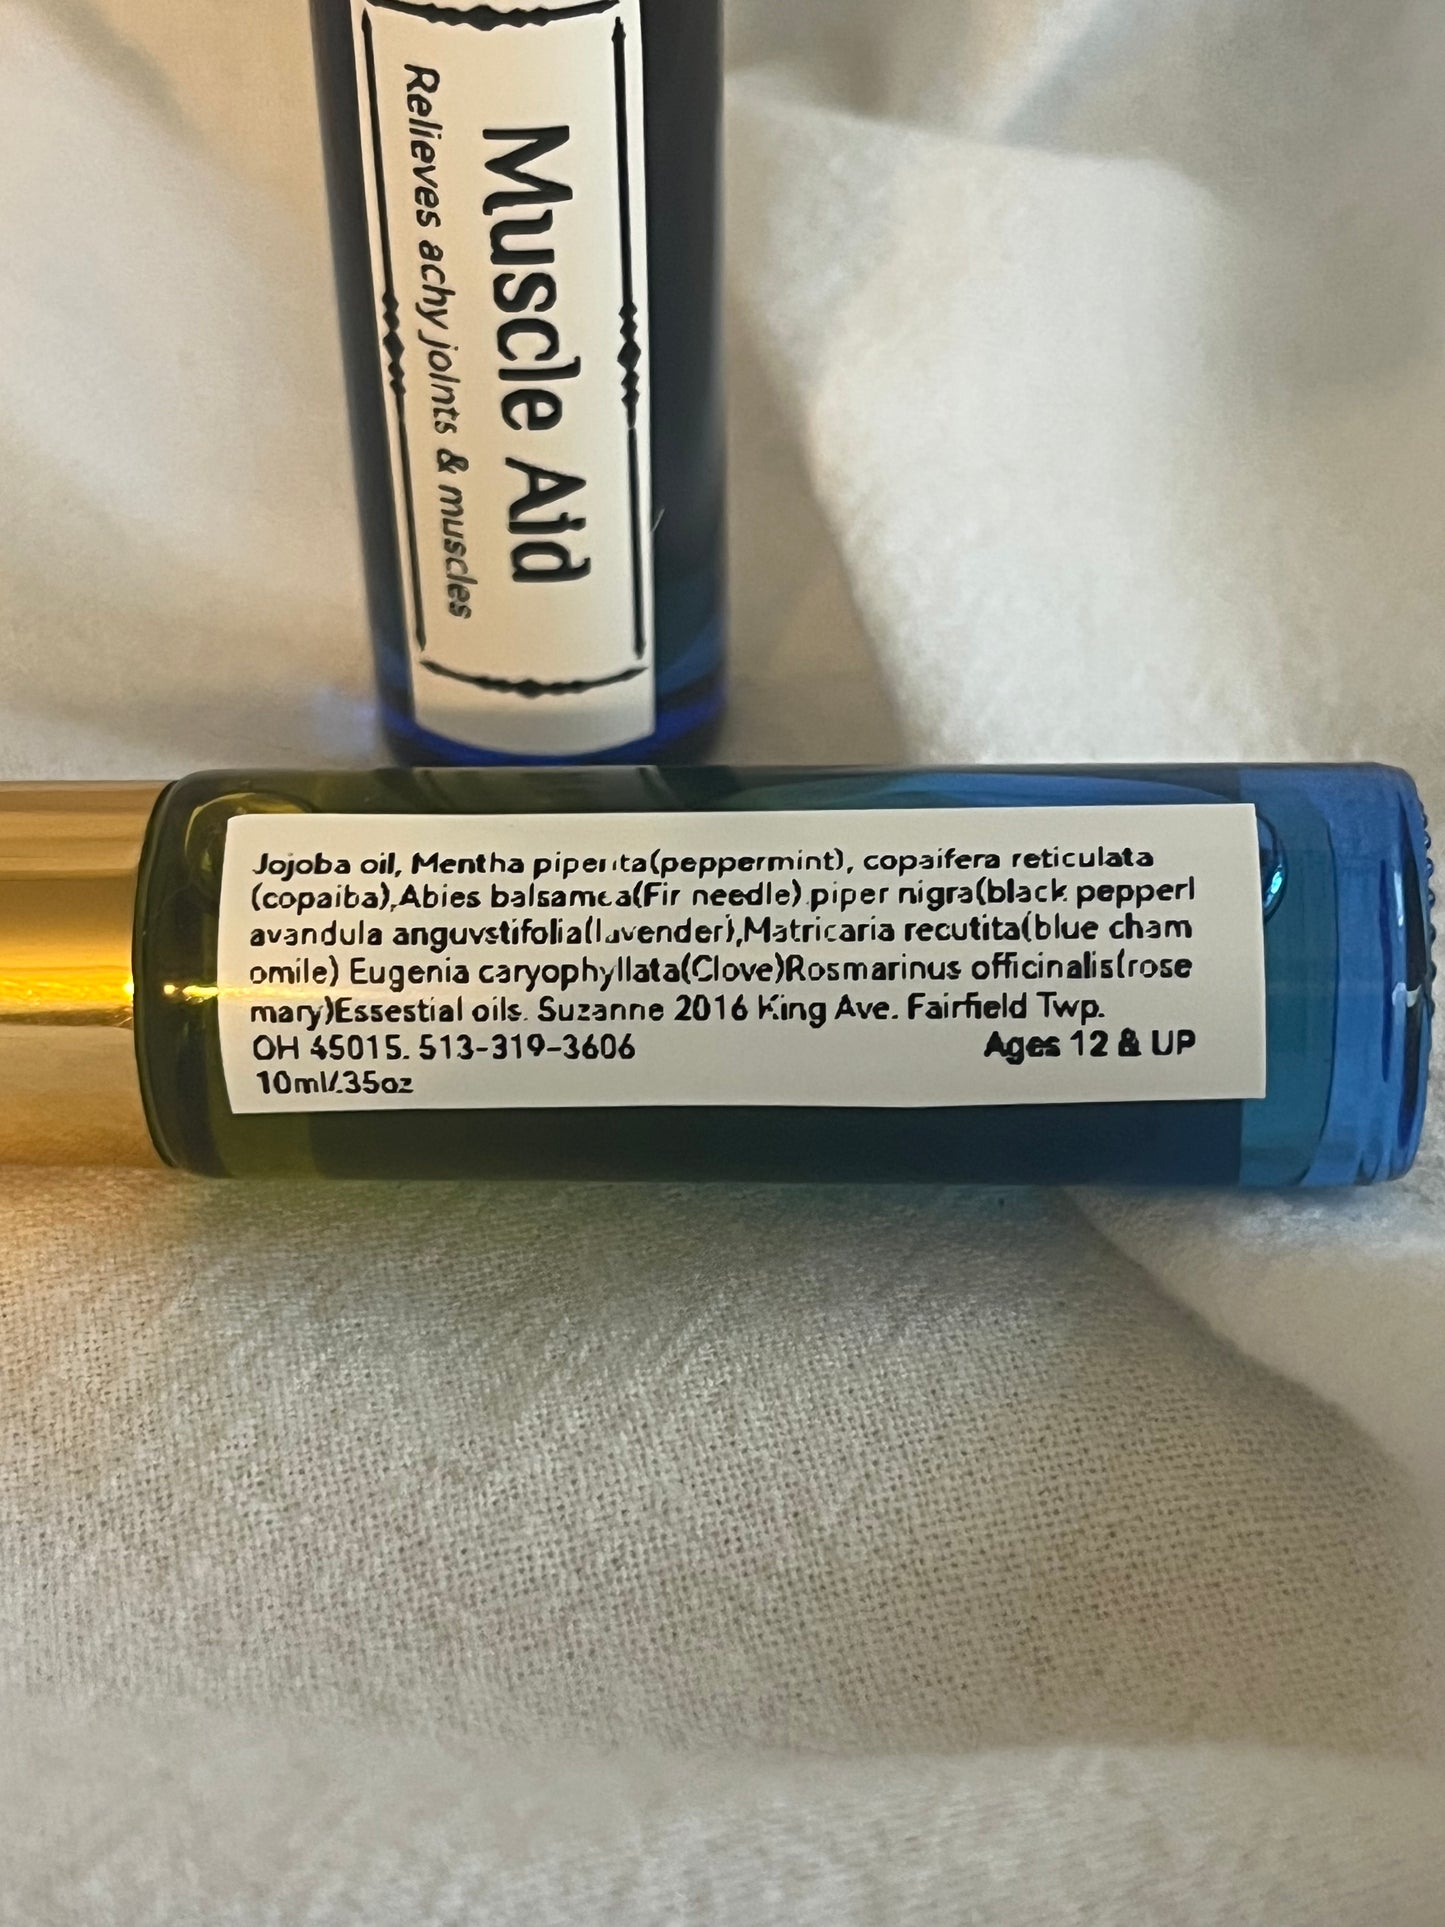 Muscle Aid
Relieves achy joints & muscles
Jojoba oil, Mentha piperita(peppermint), copaifera reticulata
(copaiba),Abies balsamea(Fir needle) piper nigra(black pepperl
avandula anguvstifolia(lavender),Matricaria recutita(blue cham
omile) Eugenia caryophyllata(Clove)Rosmarinus officinalis(rose
mary)Essestial oils. Suzanne 2016 King Ave. Fairfield Twp.
OH 45015. 513-319-3606 Ages 12 & UP
10ml/.35oz